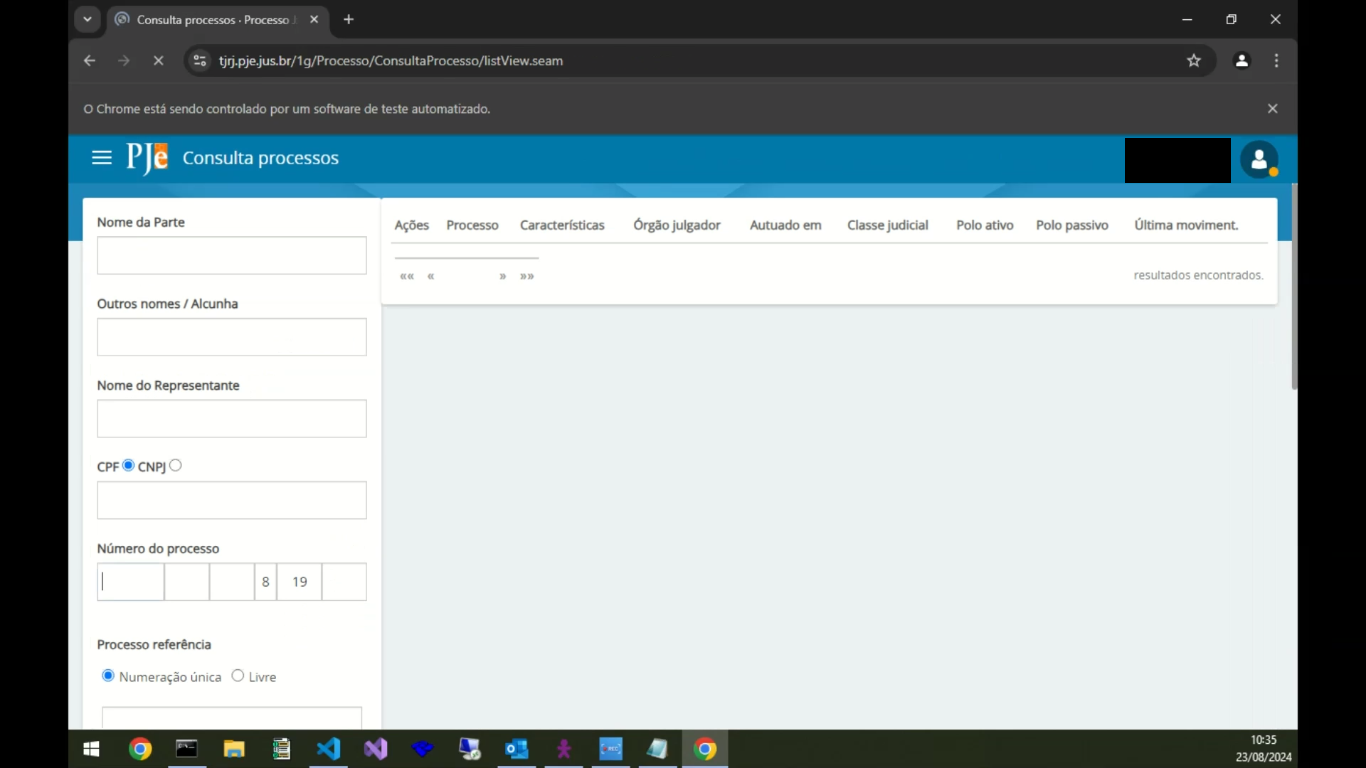 Consulta processos · Processo J
tjrj.pje.jus.br/1g/Processo/ConsultaProcesso/listView.seam
O Chrome está sendo controlado por um software de teste automatizado.
PJe Consulta processos
Nome da Parte
Outros nomes / Alcunha
Nome do Representante
CPF CNPJ
Número do processo
8 19
Processo referência
Numeração única Livre
Ações Processo Características Órgão julgador Autuado em Classe judicial Polo ativo Polo passivo Última moviment.
«« « » »» resultados encontrados.
10:35
23/08/2024